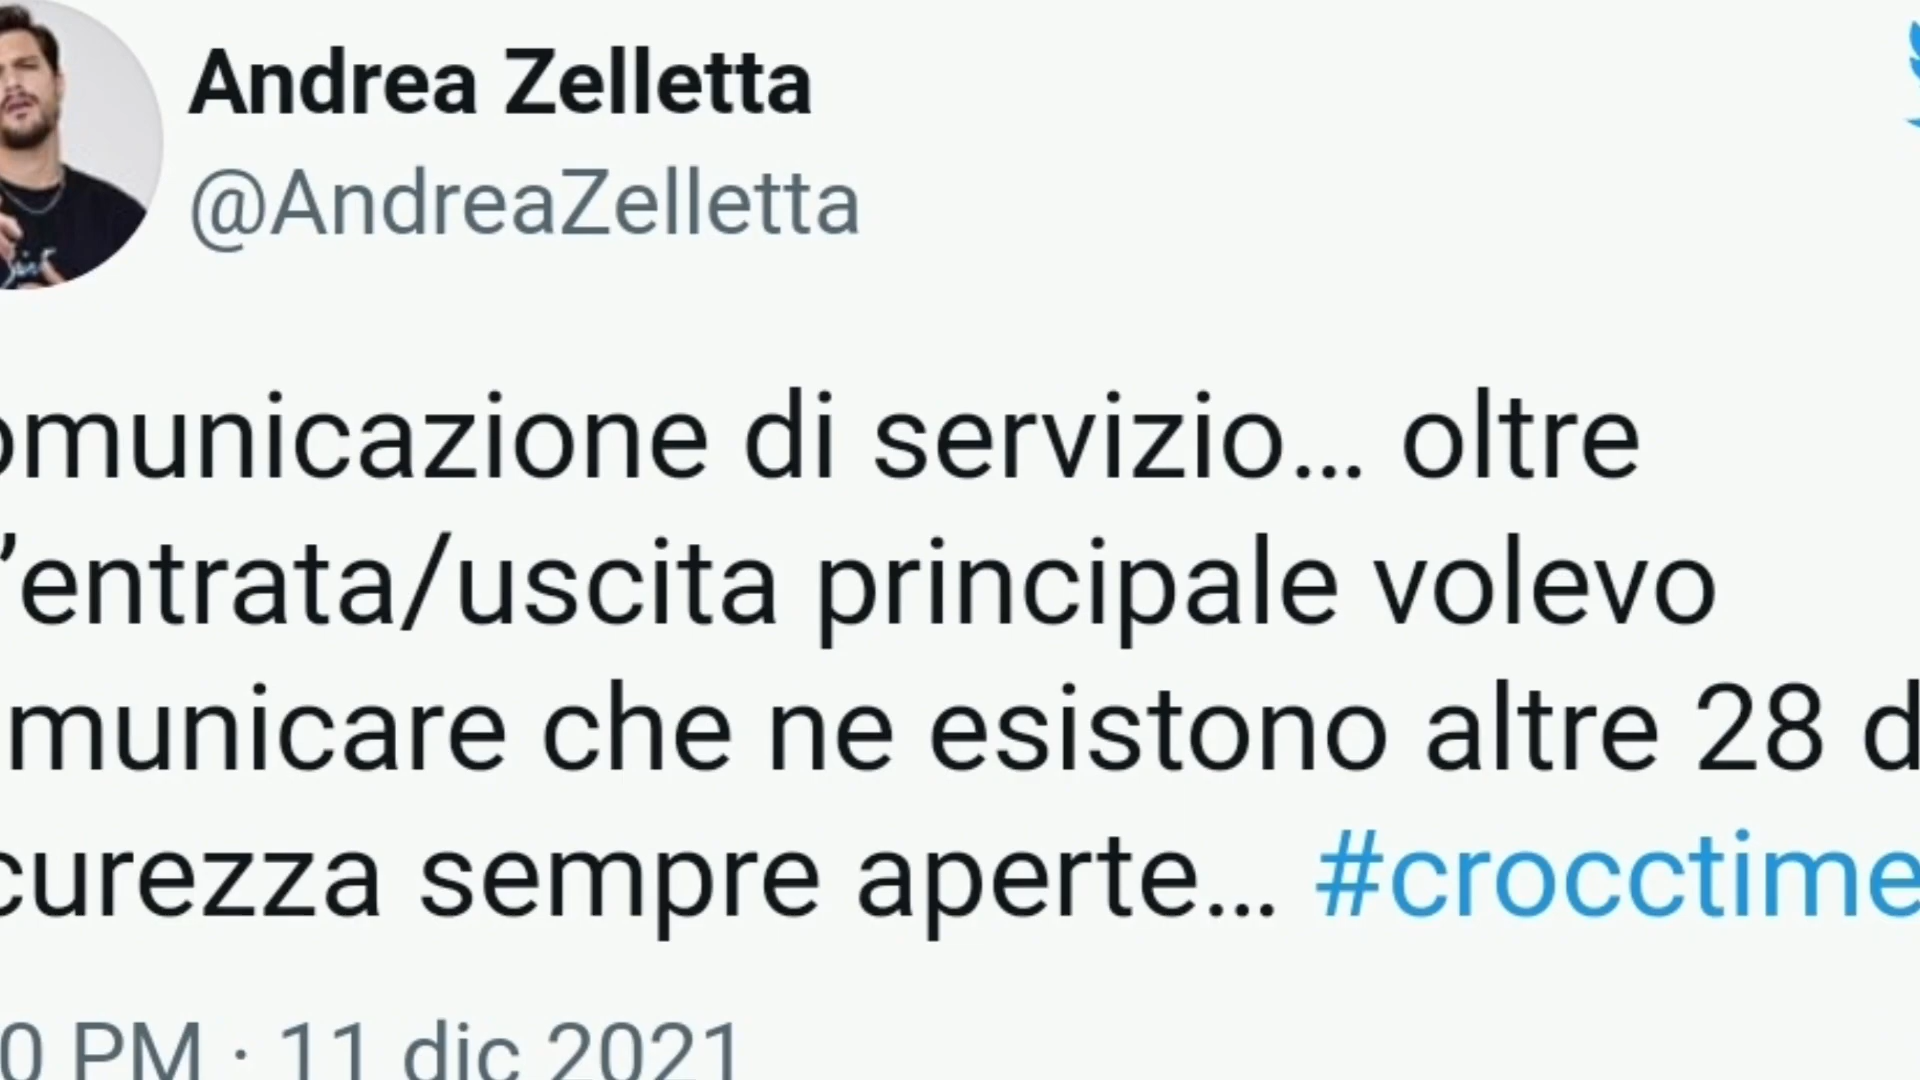 Andrea Zelletta
@AndreaZelletta
omunicazione di servizio… oltre
’entrata/uscita principale volevo
municare che ne esistono altre 28 d
curezza sempre aperte… #crocctime
0 PM · 11 dic 2021